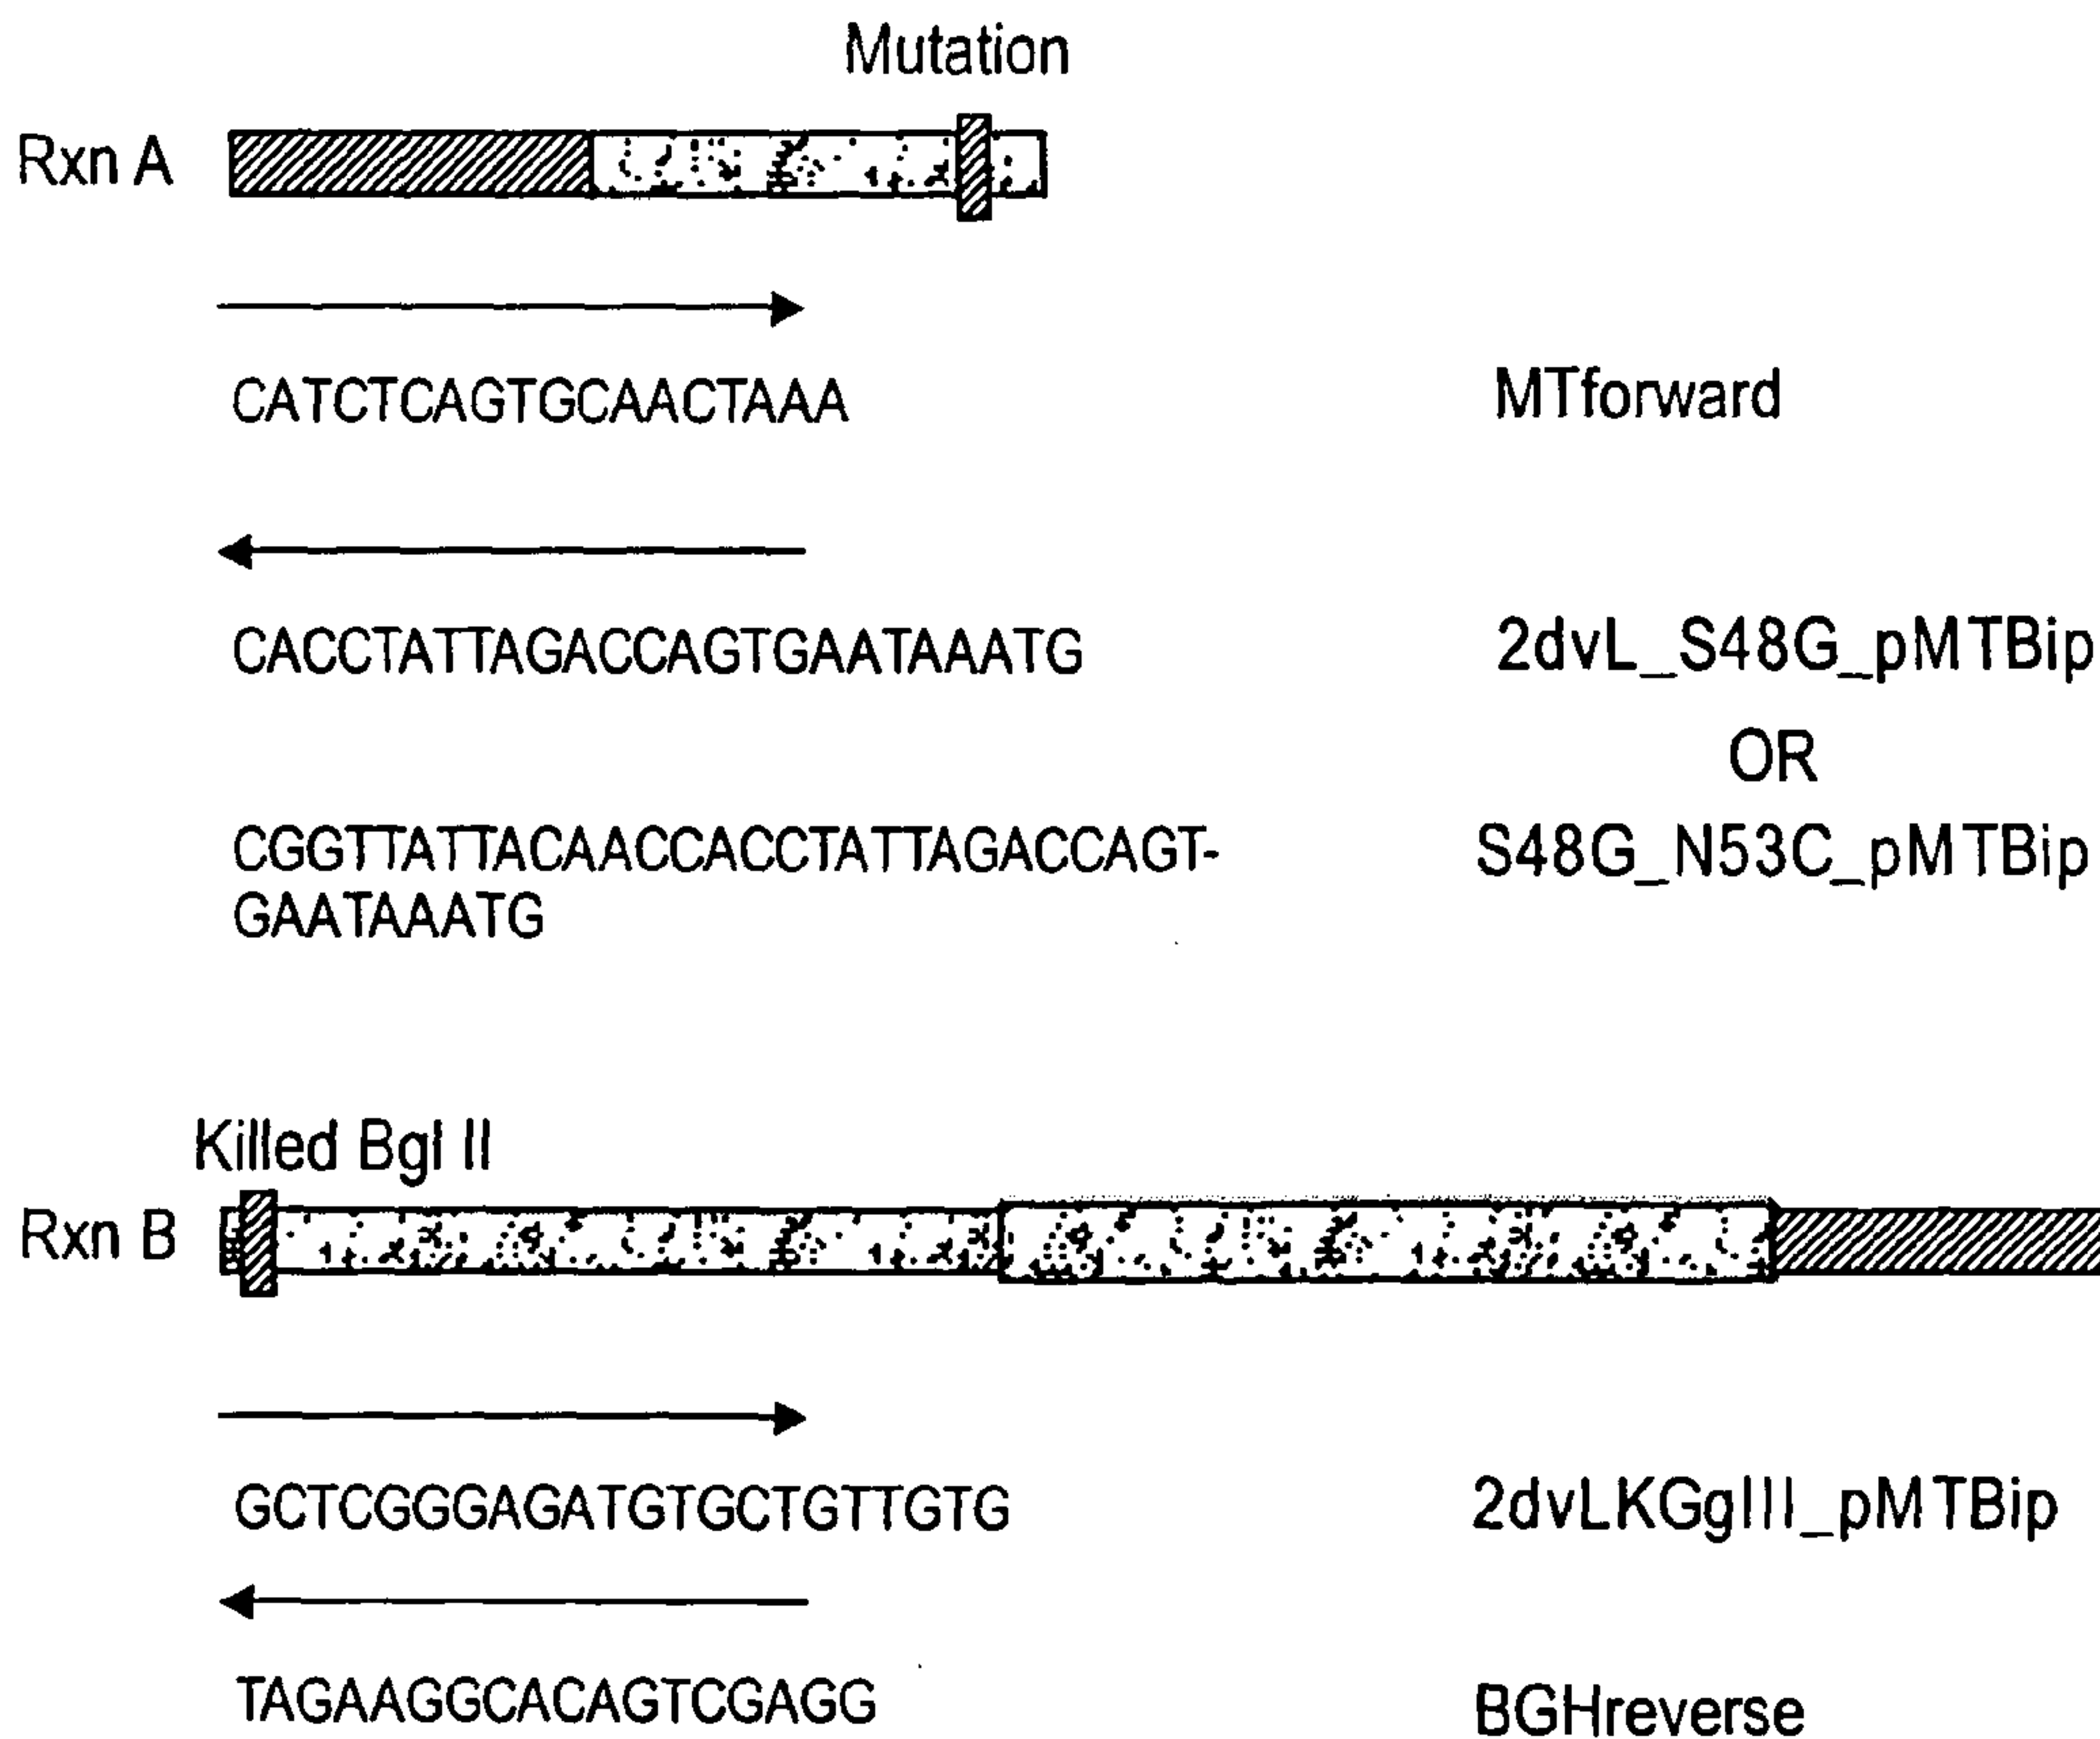 Mutation
Rxn A
CATCTCAGTGCAACTAAA MTforward
CACCTATTAGACCAGTGAATAAATG 2dvL_S48G_pMTBip
OR
CGGTTATTACAACCACCTATTAGACCAGT- S48G_N53C_pMTBip
GAATAAATG
Killed Bgl II
Rxn B
GCTCGGGAGATGTGCTGTTGTG 2dvLKGglII_pMTBip
TAGAAGGCACAGTCGAGG BGHreverse